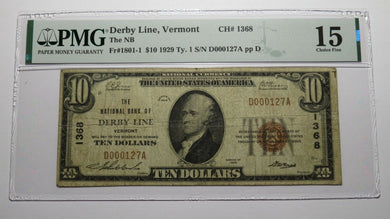 PMG
PAPER MONEY GUARANTY
Derby Line, Vermont CH# 1368
The NB
Fr#1801-1 $10 1929 Ty. 1 S/N D000127A pp D
15
Choice Fine
10
10
THE
NATIONAL BANK OF
DERBY LINE
VERMONT
TEN DOLLARS
D000127A
1368
1368
TEN
D000127A
10
TEN DOLLARS
10